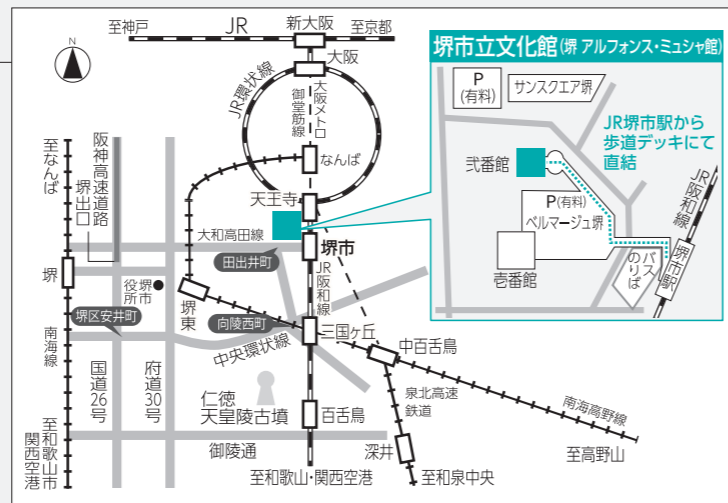 至神戸
JR
新大阪
至京都
N
大阪
JR環状線
大阪メトロ
御堂筋線
なんば
天王寺
至なんば
阪神高速道路
堺出口
大和高田線
堺市
田出井町
JR阪和線
堺
堺市
役所
堺東
堺区安井町
向陵西町
三国ヶ丘
中央環状線
中百舌鳥
南海線
国道26号
府道30号
仁徳
天皇陵古墳
百舌鳥
泉北高速
鉄道
南海高野線
至高野山
深井
御陵通
至和歌山市
関西空港
至和歌山・関西空港
至和泉中央
堺市立文化館(堺 アルフォンス・ミュシャ館)
P
(有料)
サンスクエア堺
JR堺市駅から
歩道デッキにて
直結
弐番館
JR阪和線
P(有料)
ベルマージュ堺
壱番館
バス
のりば
堺市駅